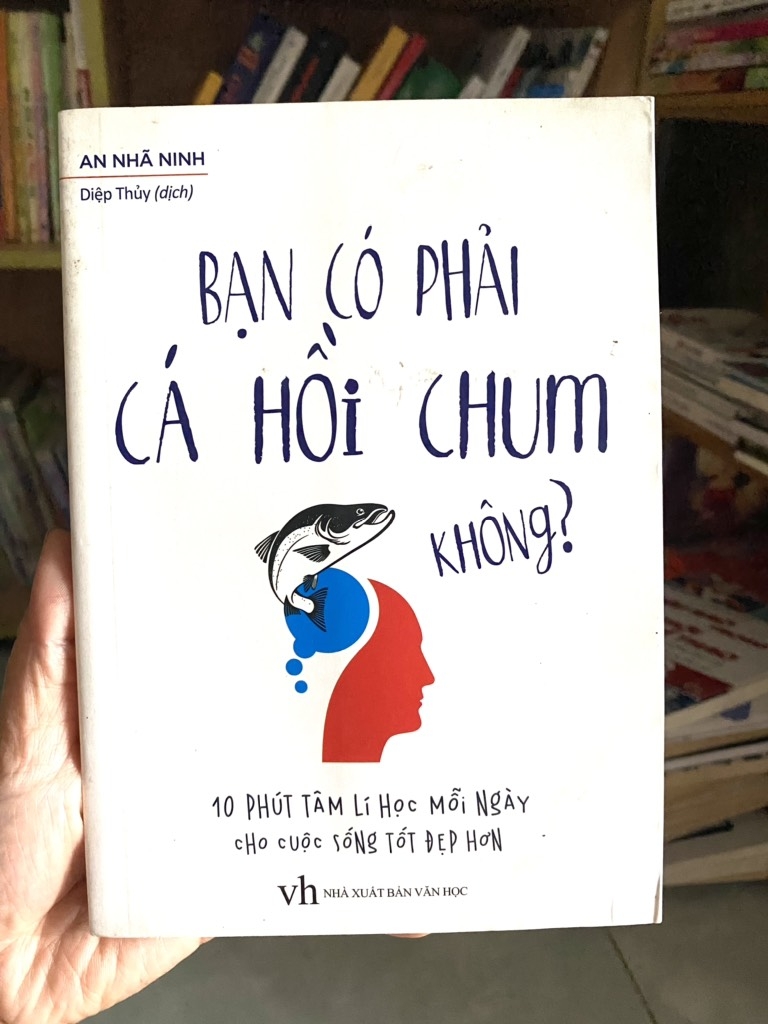 AN NHÃ NINH
Diệp Thủy (dịch)
BẠN CÓ PHẢI
CÁ HỒI CHUM
KHÔNG?
10 PHÚT TÂM LÍ HỌC MỖI NGÀY
CHO CUỘC SỐNG TỐT ĐẸP HƠN
vh NHÀ XUẤT BẢN VĂN HỌC